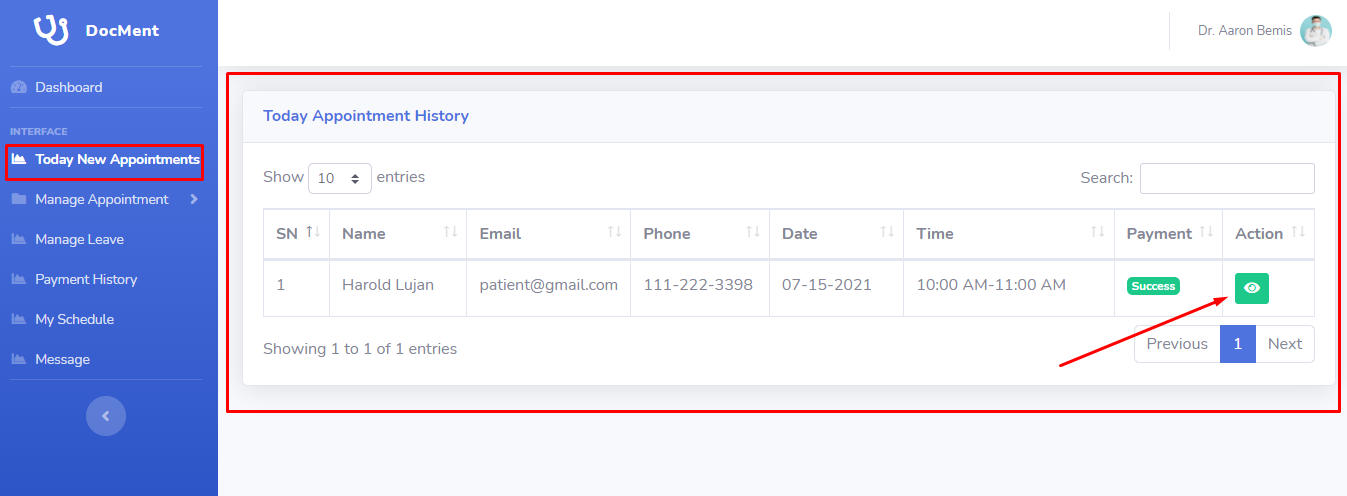 DocMent
Dr. Aaron Bemis
Dashboard
INTERFACE
Today New Appointments
Manage Appointment
Manage Leave
Payment History
My Schedule
Message
Today Appointment History
Show 10 entries
Search:
SN Name Email Phone Date Time Payment Action
1 Harold Lujan patient@gmail.com 111-222-3398 07-15-2021 10:00 AM-11:00 AM Success
Showing 1 to 1 of 1 entries
Previous 1 Next